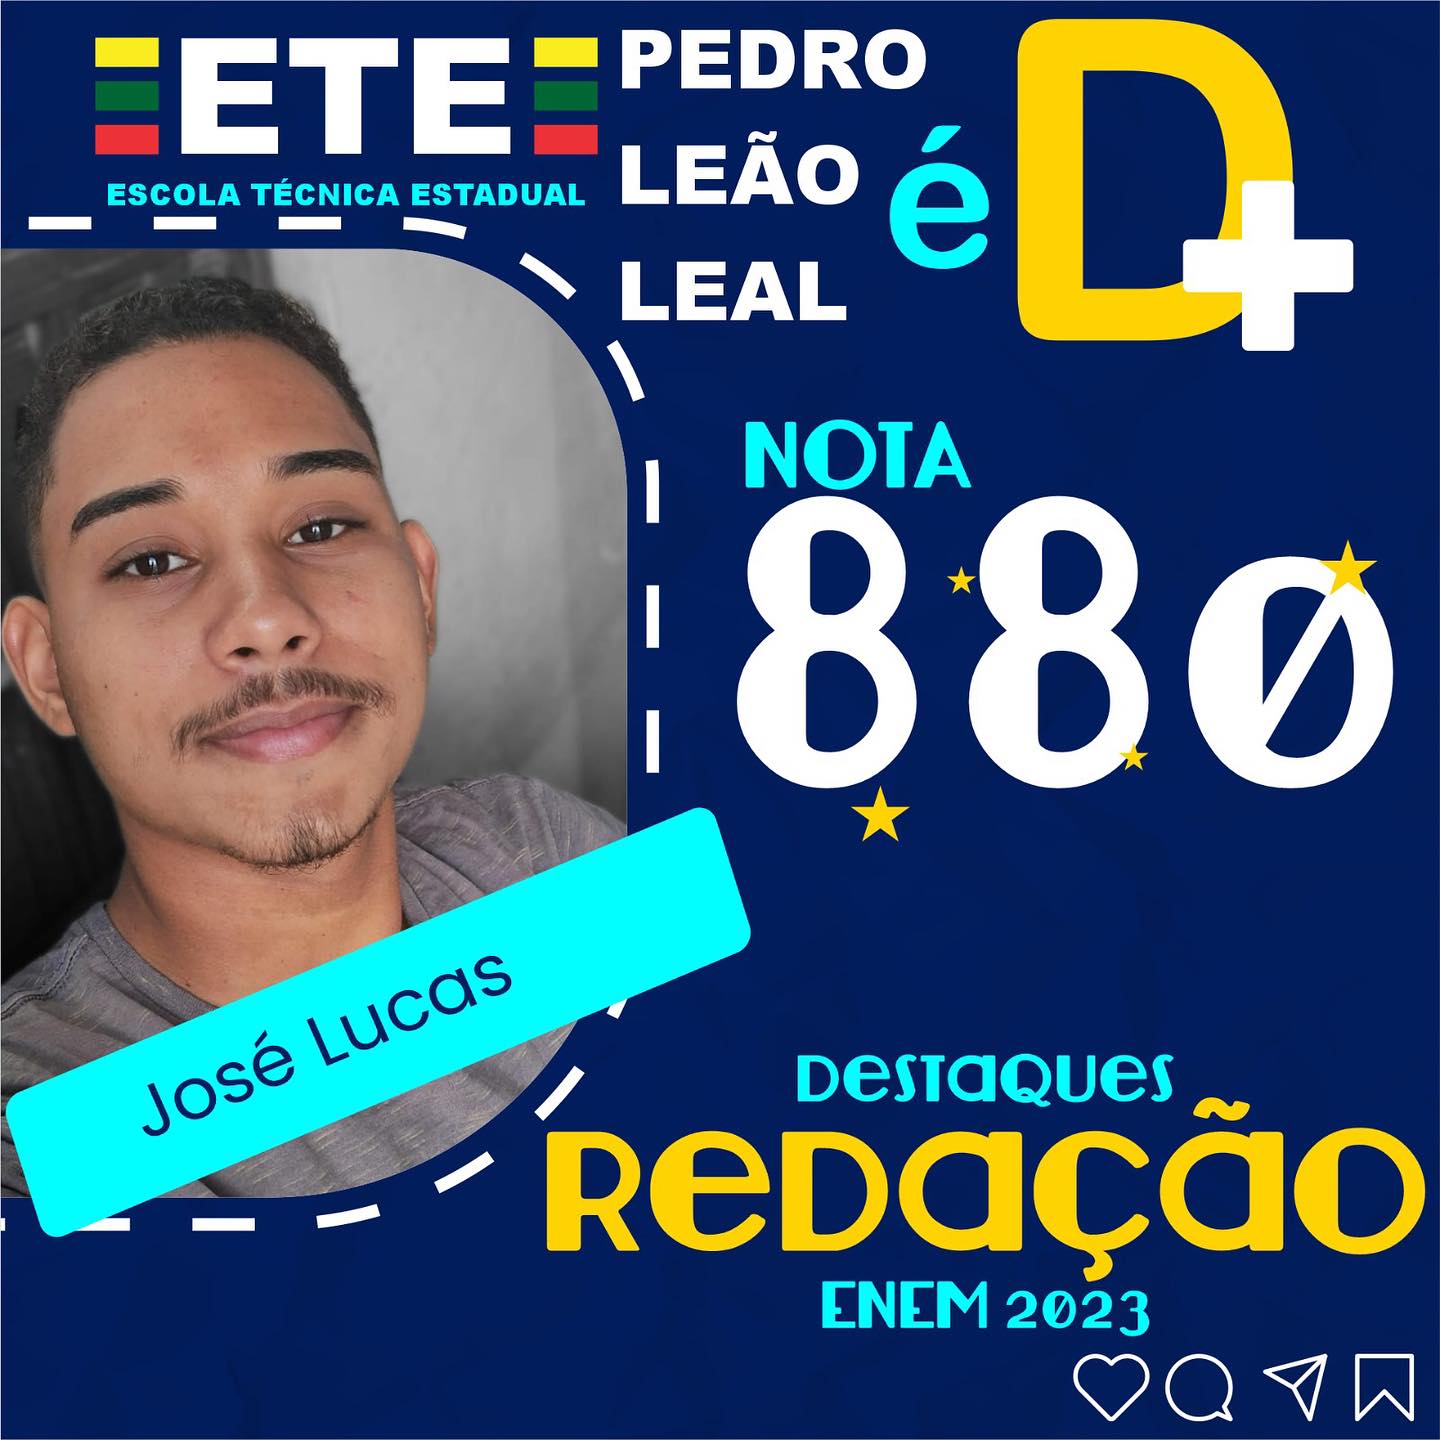 ETE
ESCOLA TÉCNICA ESTADUAL
PEDRO
LEÃO
LEAL
é
D+
NOTA
880
José Lucas
DESTAQUES
REDAÇÃO
ENEM 2023